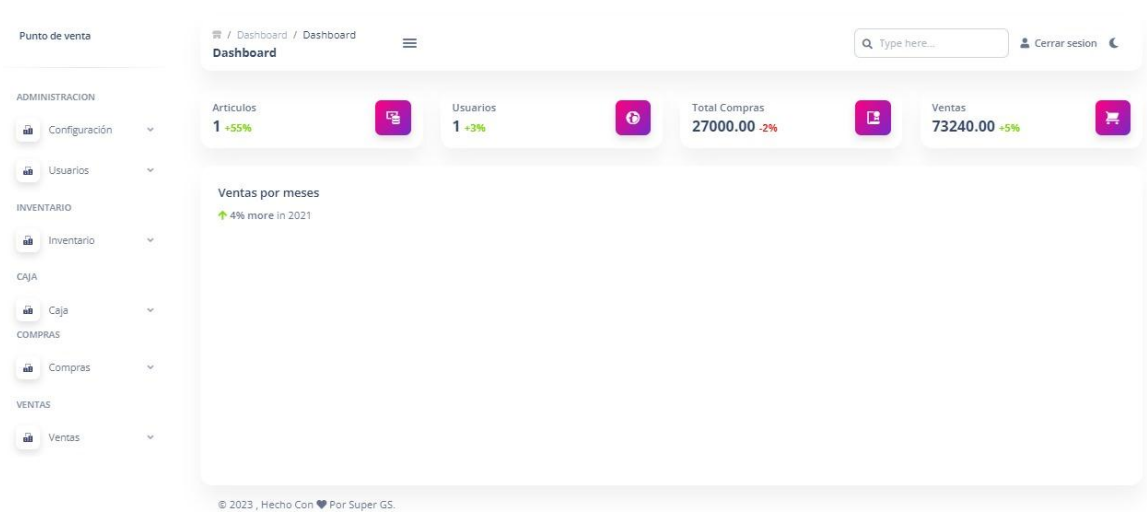 Punto de venta
ADMINISTRACION
Configuración
Usuarios
INVENTARIO
Inventario
CAJA
Caja
COMPRAS
Compras
VENTAS
Ventas
/ Dashboard / Dashboard
Dashboard
Type here...
Cerrar sesion
Articulos
1 +55%
Usuarios
1 +3%
Total Compras
27000.00 -2%
Ventas
73240.00 +5%
Ventas por meses
4% more in 2021
© 2023 , Hecho Con ♥ Por Super GS.